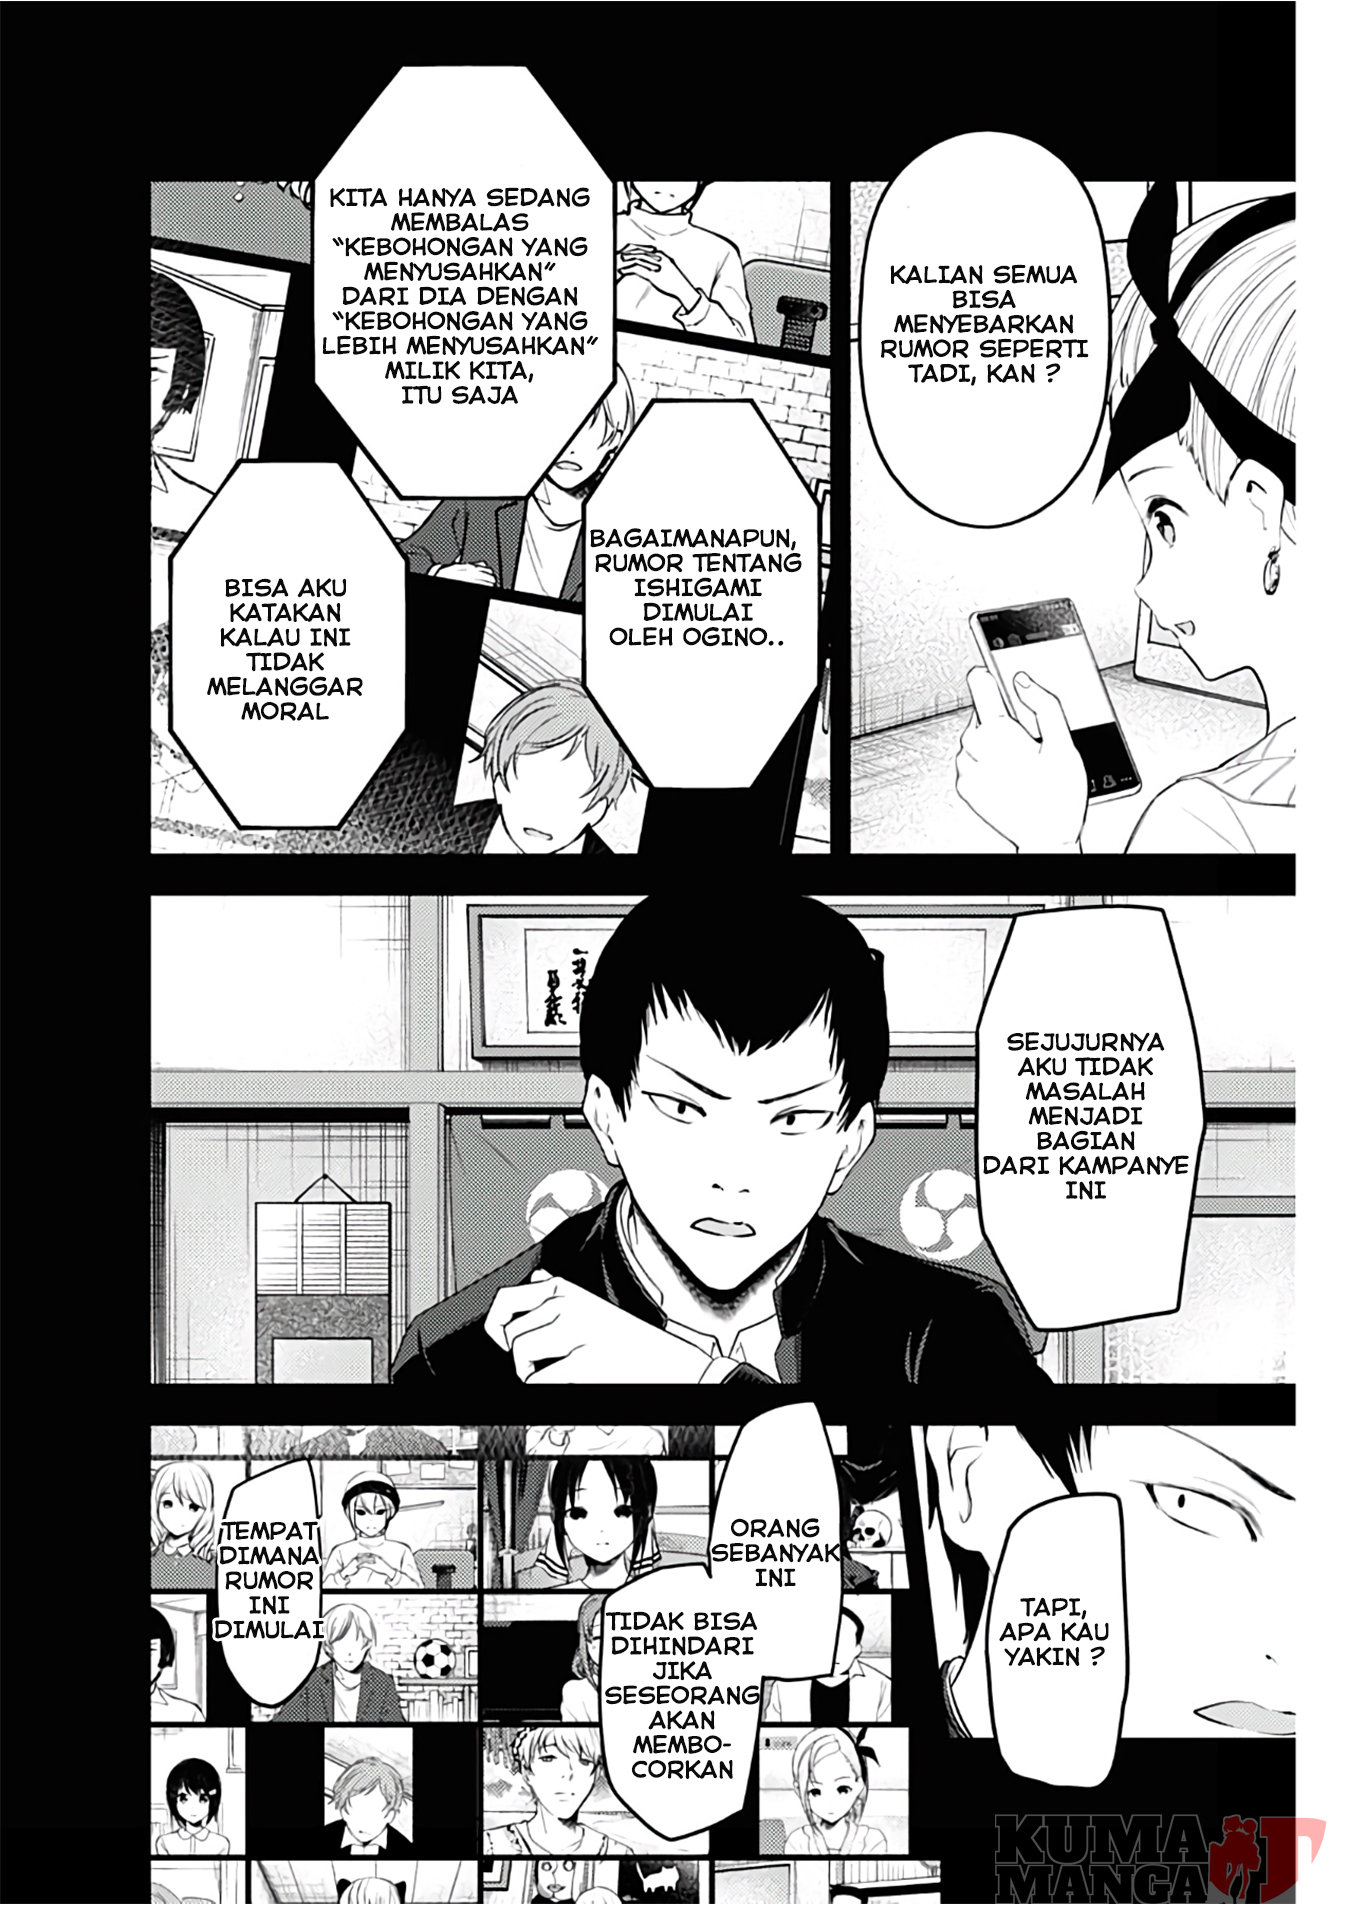 KALIAN SEMUA
BISA
MENYEBARKAN
RUMOR SEPERTI
TADI, KAN ?
KITA HANYA SEDANG
MEMBALAS
“KEBOHONGAN YANG
MENYUSAHKAN”
DARI DIA DENGAN
“KEBOHONGAN YANG
LEBIH MENYUSAHKAN”
MILIK KITA,
ITU SAJA
BAGAIMANAPUN,
RUMOR TENTANG
ISHIGAMI
DIMULAI
OLEH OGINO..
BISA AKU
KATAKAN
KALAU INI
TIDAK
MELANGGAR
MORAL
SEJUJURNYA
AKU TIDAK
MASALAH
MENJADI
BAGIAN
DARI KAMPANYE
INI
TAPI,
APA KAU
YAKIN ?
ORANG
SEBANYAK
INI
TIDAK BISA
DIHINDARI
JIKA
SESEORANG
AKAN
MEMBO-
CORKAN
TEMPAT
DIMANA
RUMOR
INI
DIMULAI
KUMA
MANGA